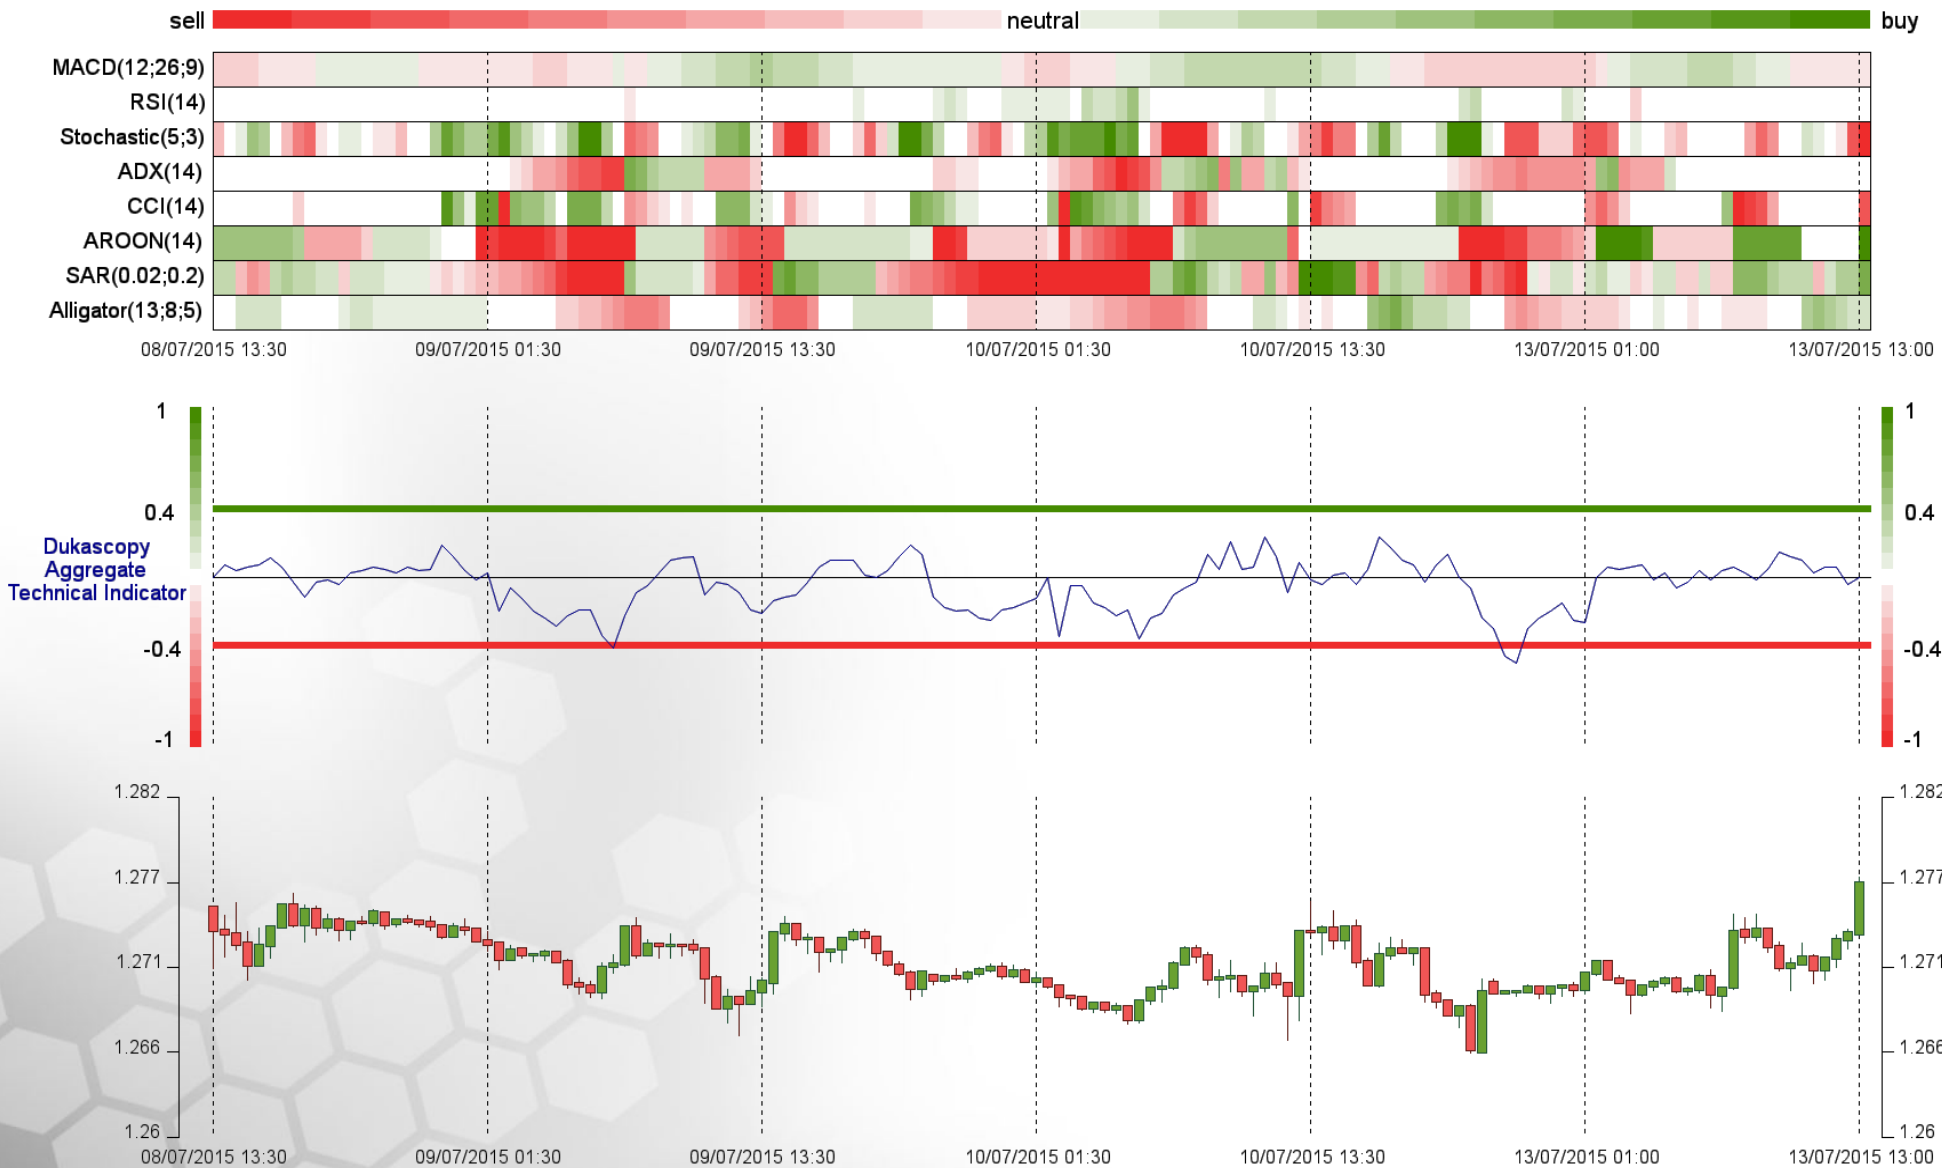 sell neutral buy
MACD(12;26;9)
RSI(14)
Stochastic(5;3)
ADX(14)
CCI(14)
AROON(14)
SAR(0.02;0.2)
Alligator(13;8;5)
08/07/2015 13:30 09/07/2015 01:30 09/07/2015 13:30 10/07/2015 01:30 10/07/2015 13:30 13/07/2015 01:00 13/07/2015 13:00
1 1
0.4 0.4
Dukascopy
Aggregate
Technical Indicator
-0.4 -0.4
-1 -1
1.282 1.282
1.277 1.277
1.271 1.271
1.266 1.266
1.26 1.26
08/07/2015 13:30 09/07/2015 01:30 09/07/2015 13:30 10/07/2015 01:30 10/07/2015 13:30 13/07/2015 01:00 13/07/2015 13:00